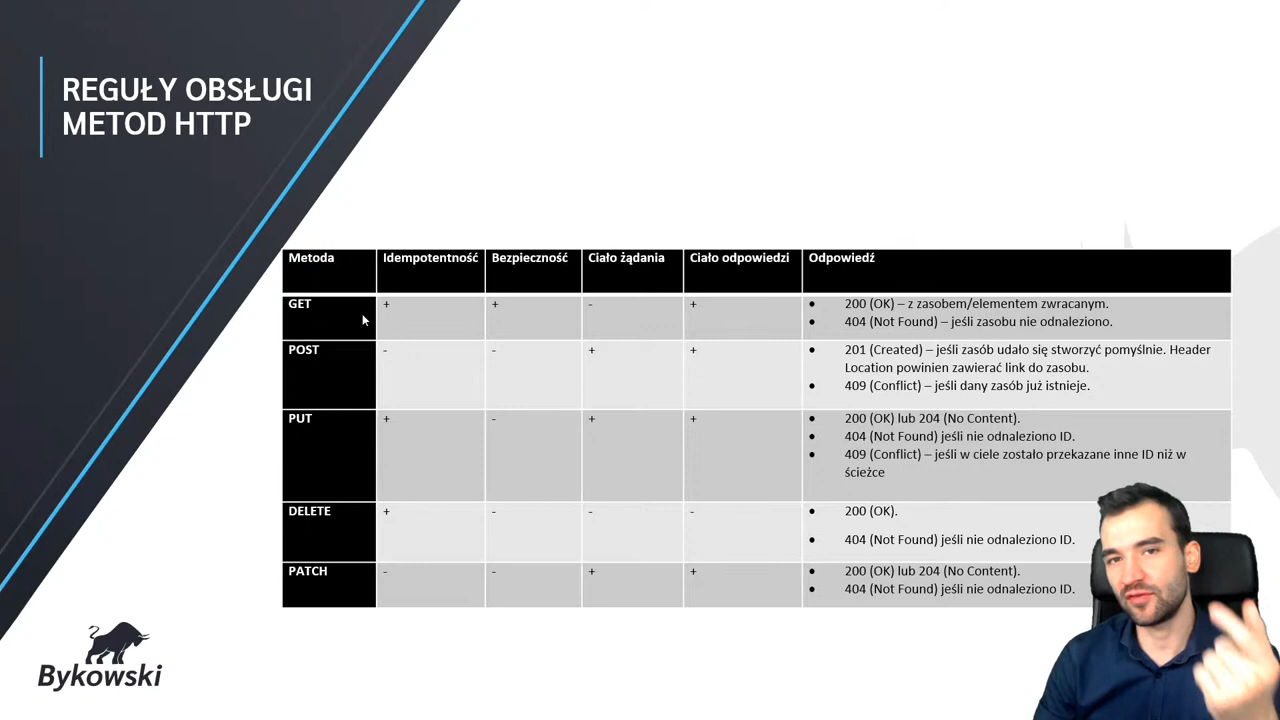 REGUŁY OBSŁUGI
METOD HTTP
Metoda Idempotentność Bezpieczność Ciało żądania Ciało odpowiedzi Odpowiedź
GET + + - + • 200 (OK) – z zasobem/elementem zwracanym.
• 404 (Not Found) – jeśli zasobu nie odnaleziono.
POST - - + + • 201 (Created) – jeśli zasób udało się stworzyć pomyślnie. Header
Location powinien zawierać link do zasobu.
• 409 (Conflict) – jeśli dany zasób już istnieje.
PUT + - + + • 200 (OK) lub 204 (No Content).
• 404 (Not Found) jeśli nie odnaleziono ID.
• 409 (Conflict) – jeśli w ciele zostało przekazane inne ID niż w
ścieżce
DELETE + - - - • 200 (OK).
• 404 (Not Found) jeśli nie odnaleziono ID.
PATCH - - + + • 200 (OK) lub 204 (No Content).
• 404 (Not Found) jeśli nie odnaleziono ID.
Bykowski